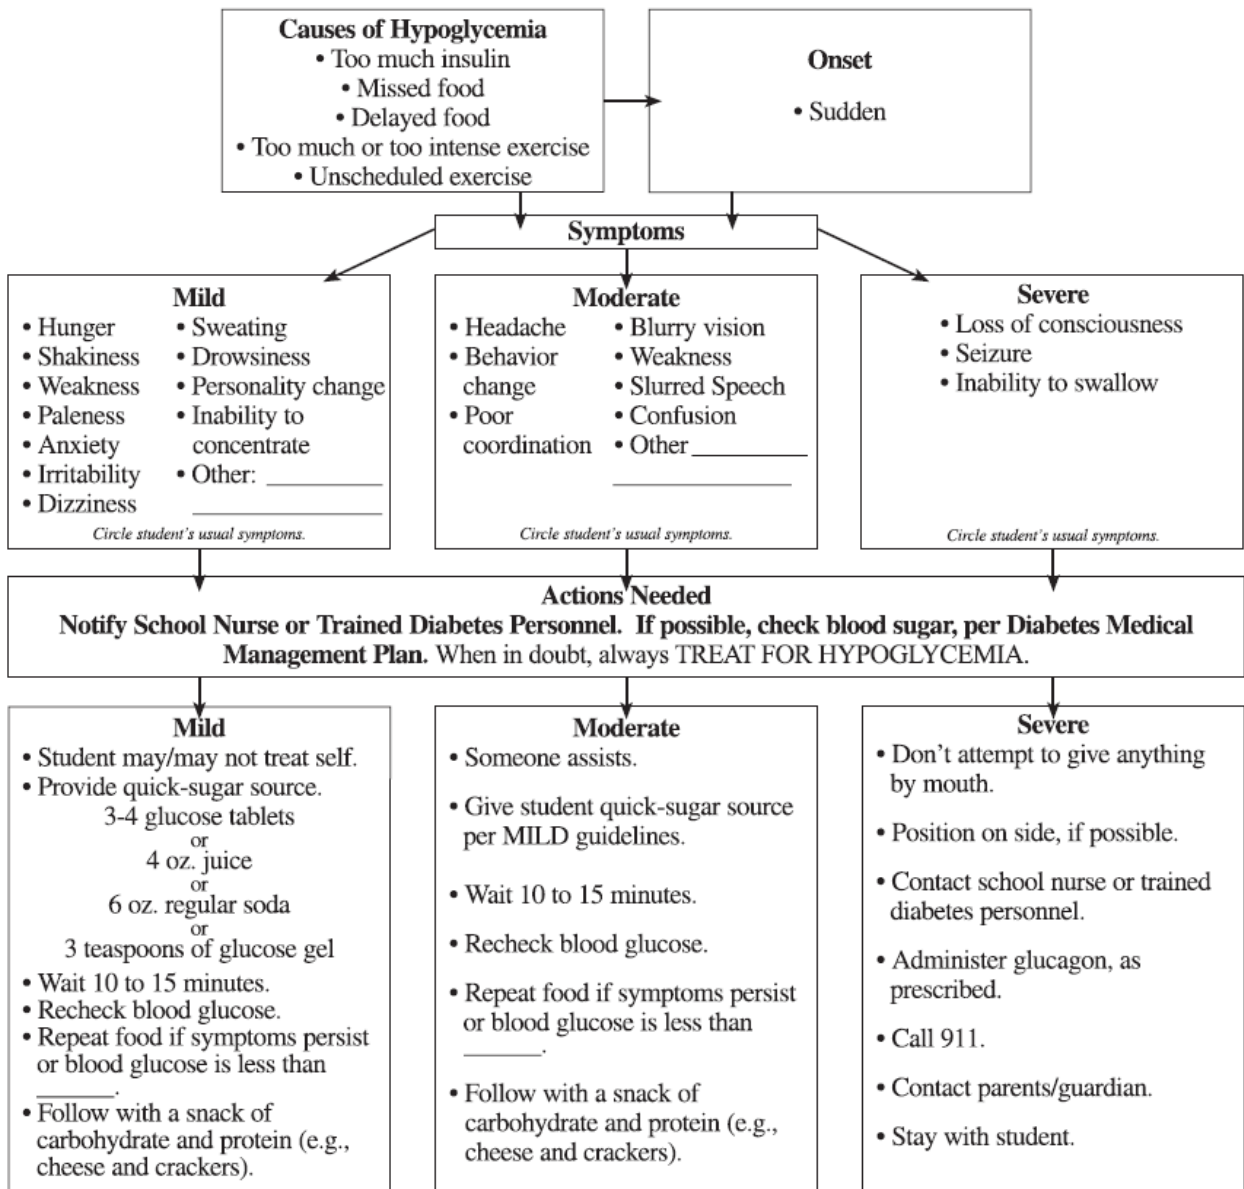 Causes of Hypoglycemia
• Too much insulin
• Missed food
• Delayed food
• Too much or too intense exercise
• Unscheduled exercise
Onset
• Sudden
Symptoms
Mild
• Hunger
• Shakiness
• Weakness
• Paleness
• Anxiety
• Irritability
• Dizziness
• Sweating
• Drowsiness
• Personality change
• Inability to
concentrate
• Other: __________
________________
Circle student's usual symptoms.
Moderate
• Headache
• Behavior
change
• Poor
coordination
• Blurry vision
• Weakness
• Slurred Speech
• Confusion
• Other __________
________________
Circle student's usual symptoms.
Severe
• Loss of consciousness
• Seizure
• Inability to swallow
Circle student's usual symptoms.
Actions Needed
Notify School Nurse or Trained Diabetes Personnel. If possible, check blood sugar, per Diabetes Medical
Management Plan. When in doubt, always TREAT FOR HYPOGLYCEMIA.
Mild
• Student may/may not treat self.
• Provide quick-sugar source.
3-4 glucose tablets
or
4 oz. juice
or
6 oz. regular soda
or
3 teaspoons of glucose gel
• Wait 10 to 15 minutes.
• Recheck blood glucose.
• Repeat food if symptoms persist
or blood glucose is less than
______.
• Follow with a snack of
carbohydrate and protein (e.g.,
cheese and crackers).
Moderate
• Someone assists.
• Give student quick-sugar source
per MILD guidelines.
• Wait 10 to 15 minutes.
• Recheck blood glucose.
• Repeat food if symptoms persist
or blood glucose is less than
______.
• Follow with a snack of
carbohydrate and protein (e.g.,
cheese and crackers).
Severe
• Don't attempt to give anything
by mouth.
• Position on side, if possible.
• Contact school nurse or trained
diabetes personnel.
• Administer glucagon, as
prescribed.
• Call 911.
• Contact parents/guardian.
• Stay with student.